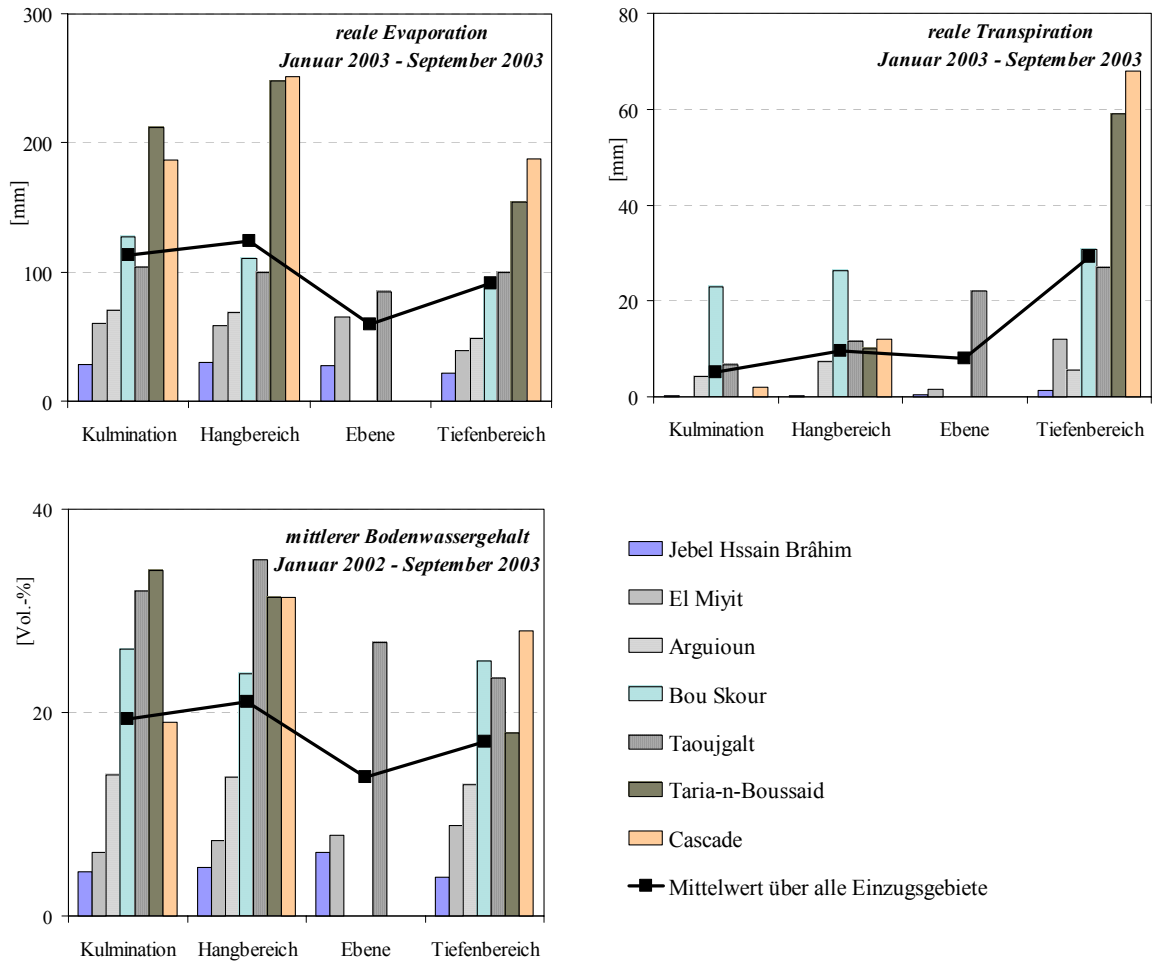 reale Evaporation
Januar 2003 - September 2003
300
200
100
0
[mm]
Kulmination Hangbereich Ebene Tiefenbereich
reale Transpiration
Januar 2003 - September 2003
80
60
40
20
0
[mm]
Kulmination Hangbereich Ebene Tiefenbereich
mittlerer Bodenwassergehalt
Januar 2002 - September 2003
40
20
0
[Vol.-%]
Kulmination Hangbereich Ebene Tiefenbereich
Jebel Hssain Brâhim
El Miyit
Arguioun
Bou Skour
Taoujgalt
Taria-n-Boussaid
Cascade
Mittelwert über alle Einzugsgebiete